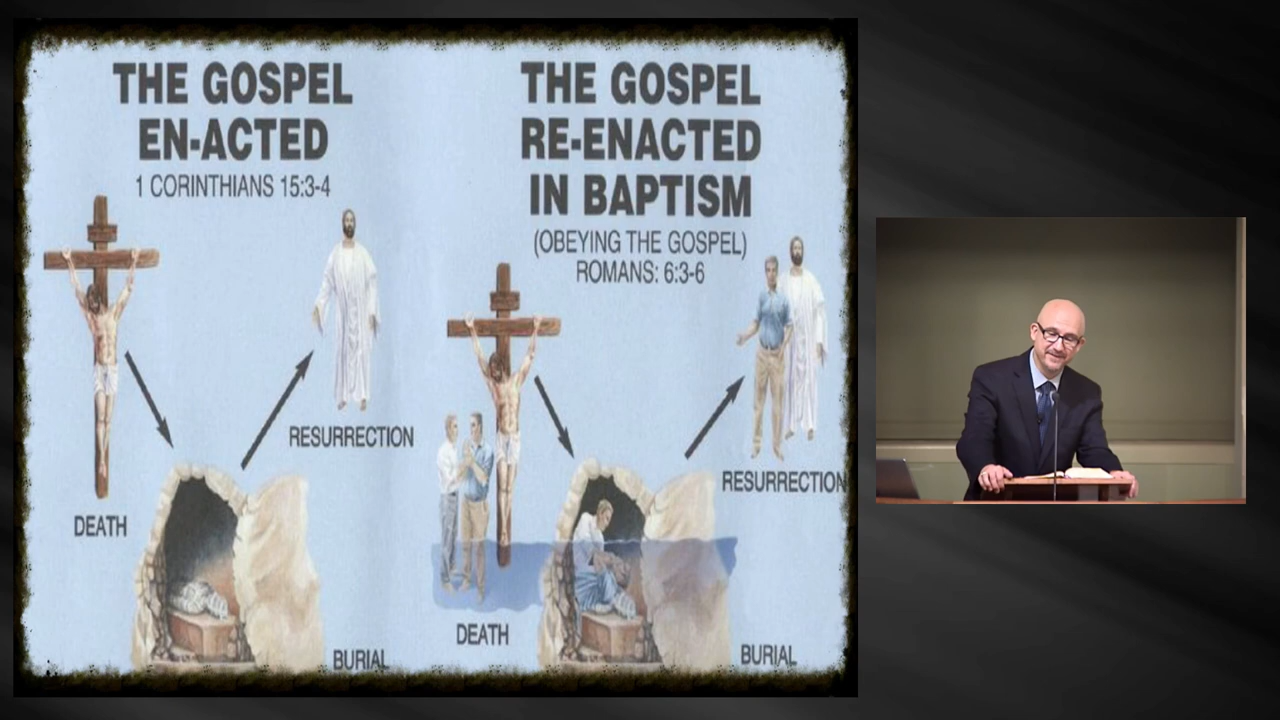 THE GOSPEL
EN-ACTED
1 CORINTHIANS 15:3-4
RESURRECTION
DEATH
BURIAL
THE GOSPEL
RE-ENACTED
IN BAPTISM
(OBEYING THE GOSPEL)
ROMANS: 6:3-6
RESURRECTION
DEATH
BURIAL